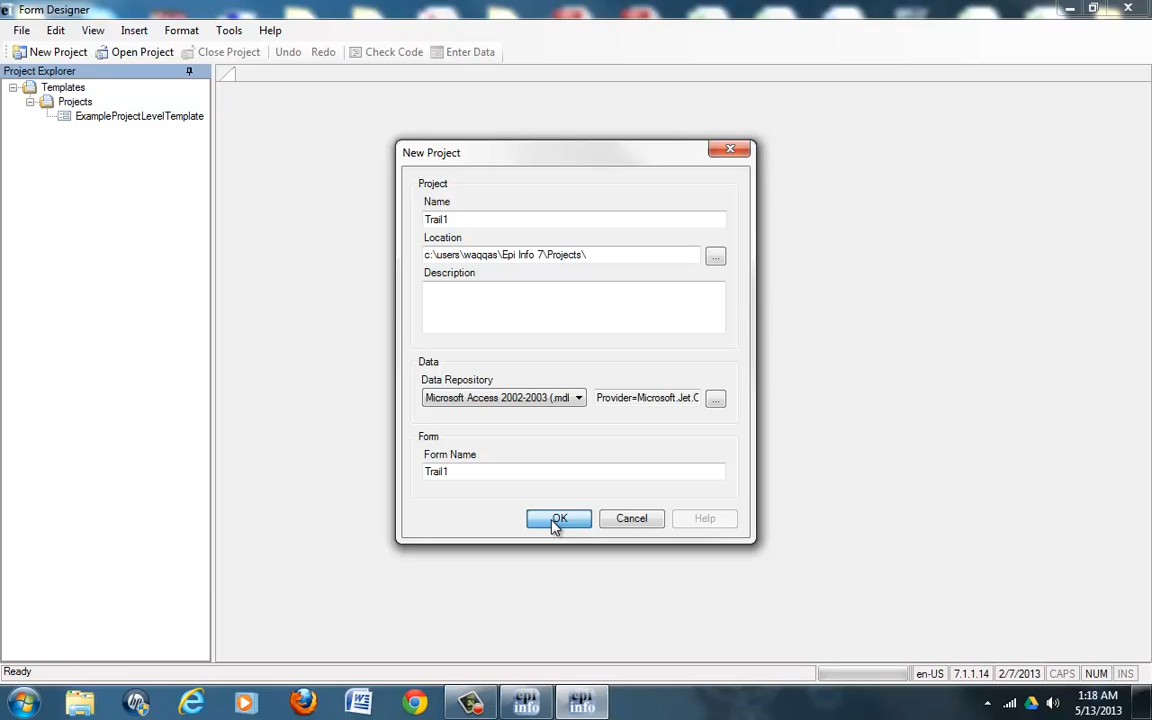 Form Designer
File Edit View Insert Format Tools Help
New Project Open Project Close Project Undo Redo Check Code Enter Data
Project Explorer
Templates
Projects
ExampleProjectLevelTemplate
New Project
Project
Name
Trail1
Location
c:\users\waqqas\Epi Info 7\Projects\
...
Description
Data
Data Repository
Microsoft Access 2002-2003 (.mdl Provider=Microsoft.Jet.C ...
Form
Form Name
Trail1
OK Cancel Help
Ready en-US 7.1.1.14 2/7/2013 CAPS NUM INS
epi info epi info
1:18 AM
5/13/2013